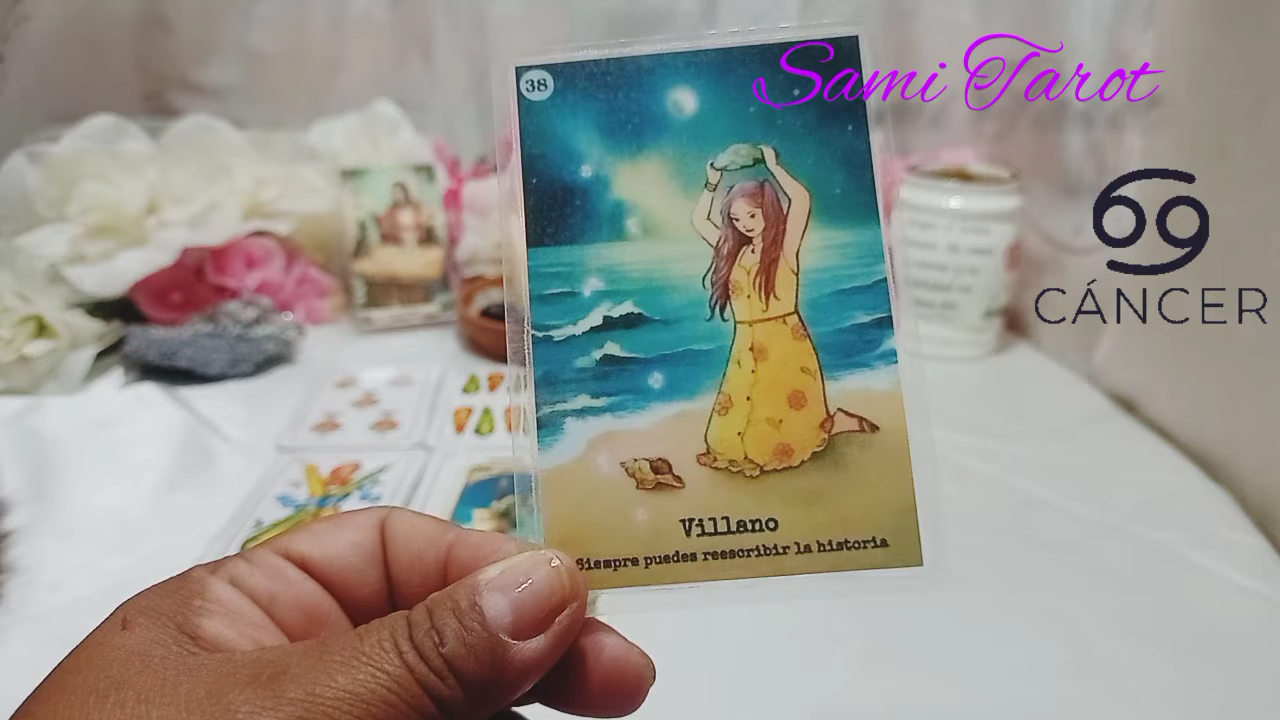 Sami Tarot
38
CÁNCER
Villano
Siempre puedes reescribir la historia